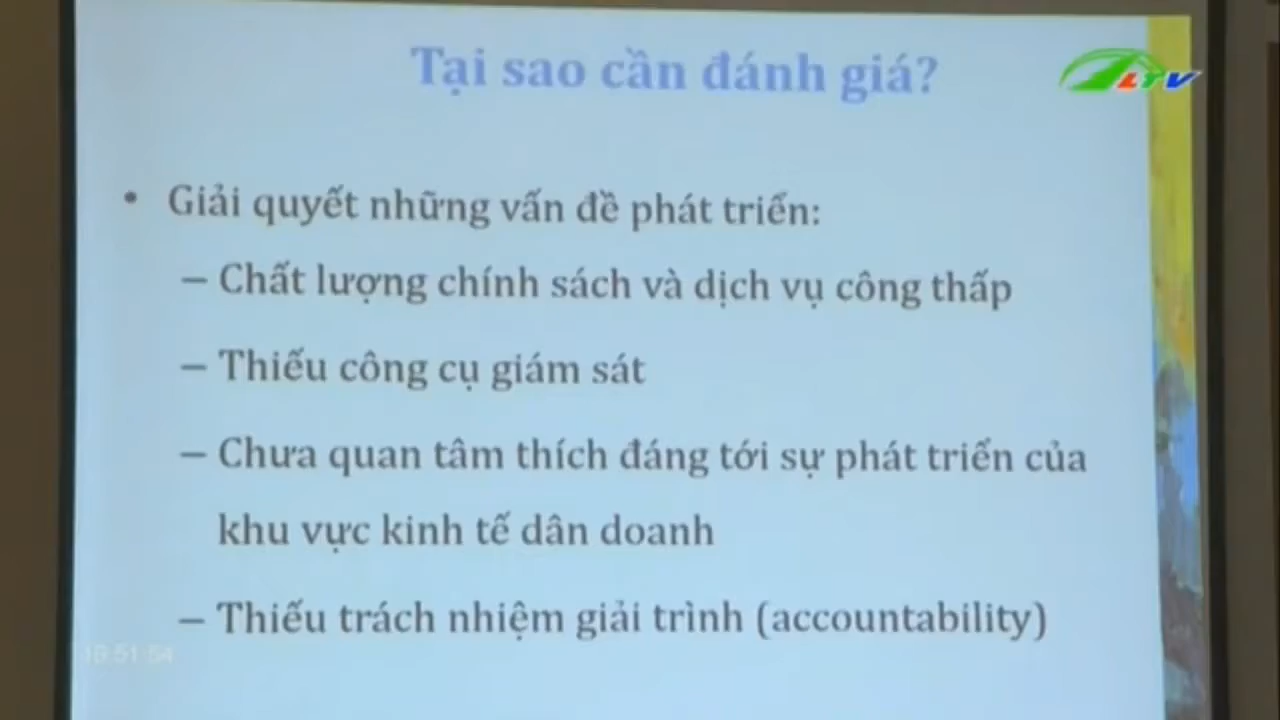 Tại sao cần đánh giá?
LTV
• Giải quyết những vấn đề phát triển:
– Chất lượng chính sách và dịch vụ công thấp
– Thiếu công cụ giám sát
– Chưa quan tâm thích đáng tới sự phát triển của
khu vực kinh tế dân doanh
– Thiếu trách nhiệm giải trình (accountability)